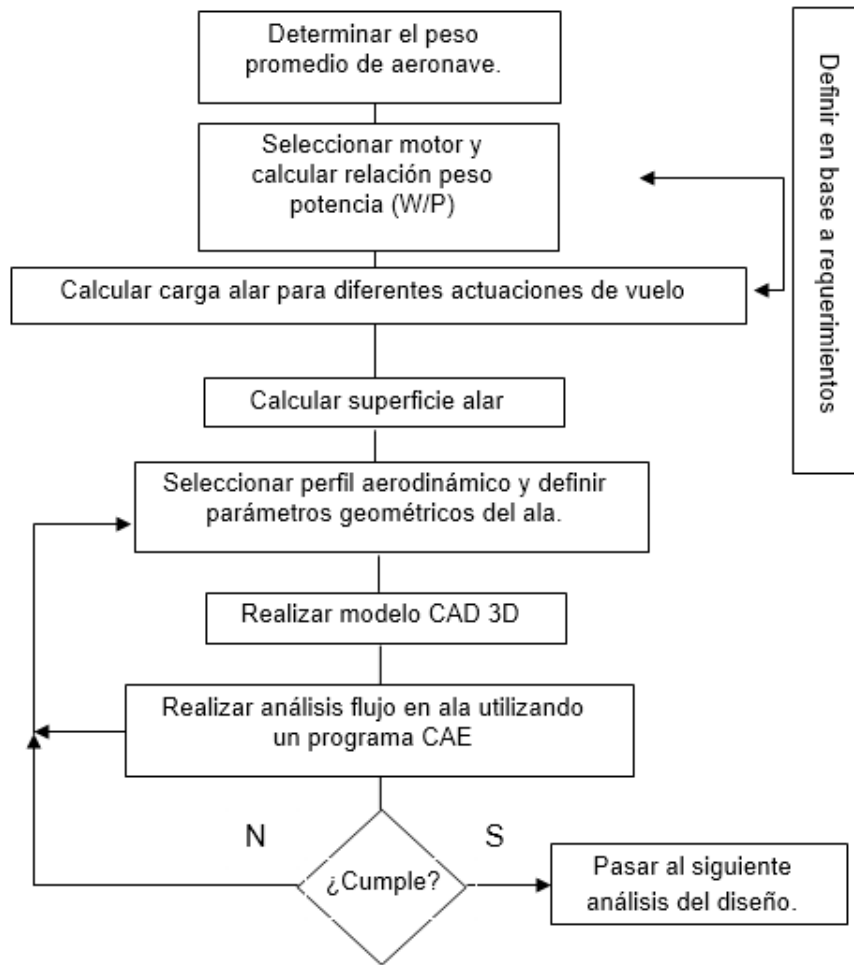 Determinar el peso
promedio de aeronave.
Seleccionar motor y
calcular relación peso
potencia (W/P)
Definir en base a requerimientos
Calcular carga alar para diferentes actuaciones de vuelo
Calcular superficie alar
Seleccionar perfil aerodinámico y definir
parámetros geométricos del ala.
Realizar modelo CAD 3D
Realizar análisis flujo en ala utilizando
un programa CAE
N
S
¿Cumple?
Pasar al siguiente
análisis del diseño.